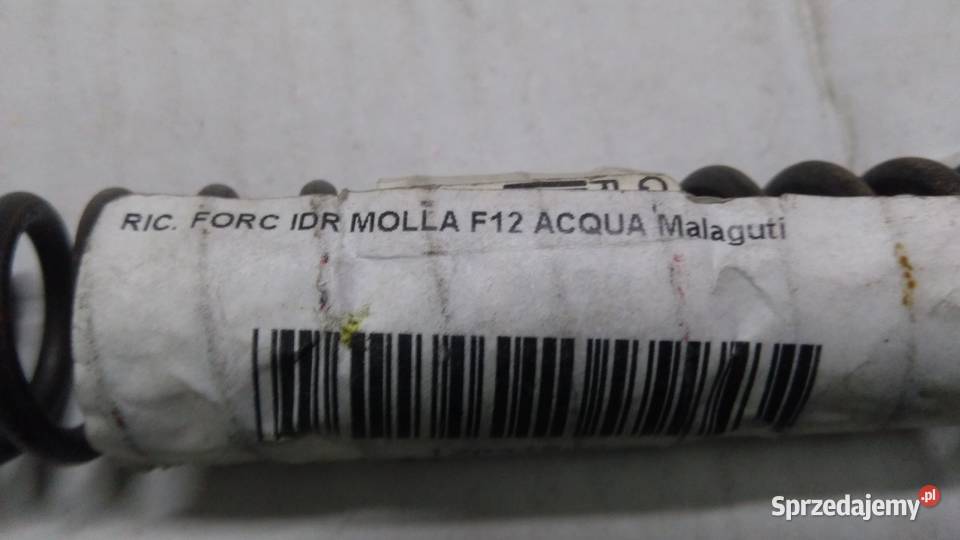 RIC. FORC IDR MOLLA F12 ACQUA Malaguti
Sprzedajemy.pl